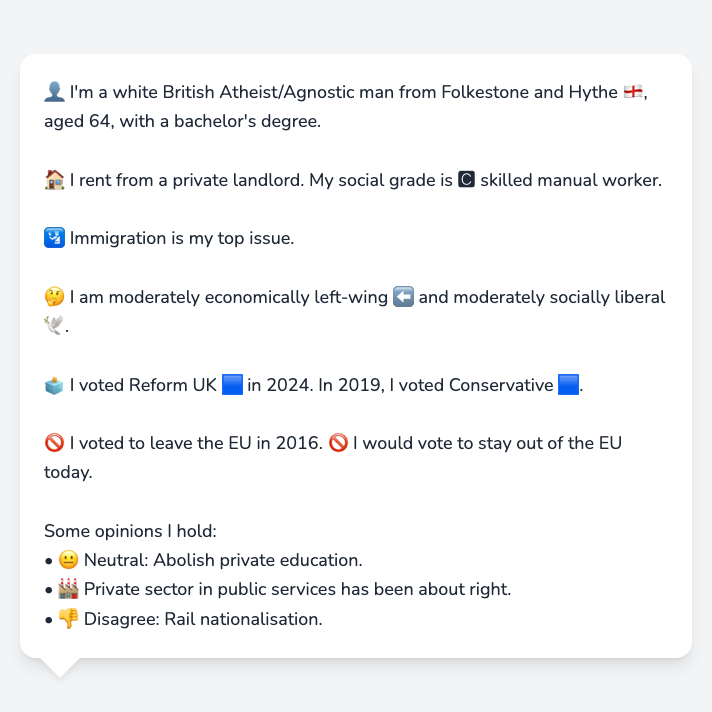 👤 I'm a white British Atheist/Agnostic man from Folkestone and Hythe 🏴󠁧󠁢󠁥󠁮󠁧󠁿,
aged 64, with a bachelor's degree.
🏠 I rent from a private landlord. My social grade is 🅲 skilled manual worker.
🛂 Immigration is my top issue.
🤔 I am moderately economically left-wing ⬅️ and moderately socially liberal
🕊️.
🗳️ I voted Reform UK 🟦 in 2024. In 2019, I voted Conservative 🟦.
🚫 I voted to leave the EU in 2016. 🚫 I would vote to stay out of the EU
today.
Some opinions I hold:
• 😐 Neutral: Abolish private education.
• 🏭 Private sector in public services has been about right.
• 👎 Disagree: Rail nationalisation.